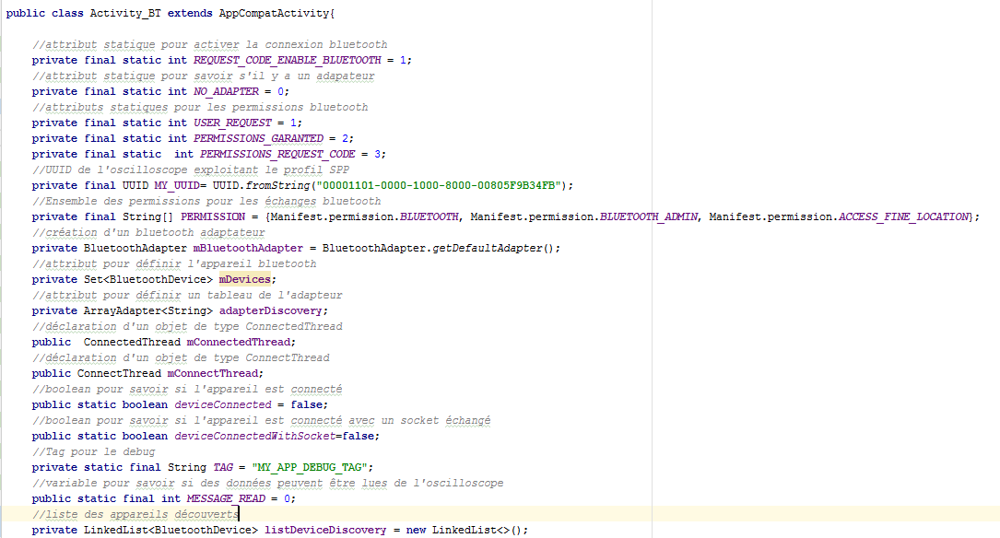 public class Activity_BT extends AppCompatActivity{
//attribut statique pour activer la connexion bluetooth
private final static int REQUEST_CODE_ENABLE_BLUETOOTH = 1;
//attribut statique pour savoir s'il y a un adapateur
private final static int NO_ADAPTER = 0;
//attributs statiques pour les permissions bluetooth
private final static int USER_REQUEST = 1;
private final static int PERMISSIONS_GARANTED = 2;
private final static  int PERMISSIONS_REQUEST_CODE = 3;
//UUID de l'oscilloscope exploitant le profil SPP
private final UUID MY_UUID= UUID.fromString("00001101-0000-1000-8000-00805F9B34FB");
//Ensemble des permissions pour les échanges bluetooth
private final String[] PERMISSION = {Manifest.permission.BLUETOOTH, Manifest.permission.BLUETOOTH_ADMIN, Manifest.permission.ACCESS_FINE_LOCATION};
//création d'un bluetooth adaptateur
private BluetoothAdapter mBluetoothAdapter = BluetoothAdapter.getDefaultAdapter();
//attribut pour définir l'appareil bluetooth
private Set<BluetoothDevice> mDevices;
//attribut pour définir un tableau de l'adapteur
private ArrayAdapter<String> adapterDiscovery;
//déclaration d'un objet de type ConnectedThread
public  ConnectedThread mConnectedThread;
//déclaration d'un objet de type ConnectThread
public ConnectThread mConnectThread;
//boolean pour savoir si l'appareil est connecté
public static boolean deviceConnected = false;
//boolean pour savoir si l'appareil est connecté avec un socket échangé
public static boolean deviceConnectedWithSocket=false;
//Tag pour le debug
private static final String TAG = "MY_APP_DEBUG_TAG";
//variable pour savoir si des données peuvent être lues de l'oscilloscope
public static final int MESSAGE_READ = 0;
//liste des appareils découverts
private LinkedList<BluetoothDevice> listDeviceDiscovery = new LinkedList<>();